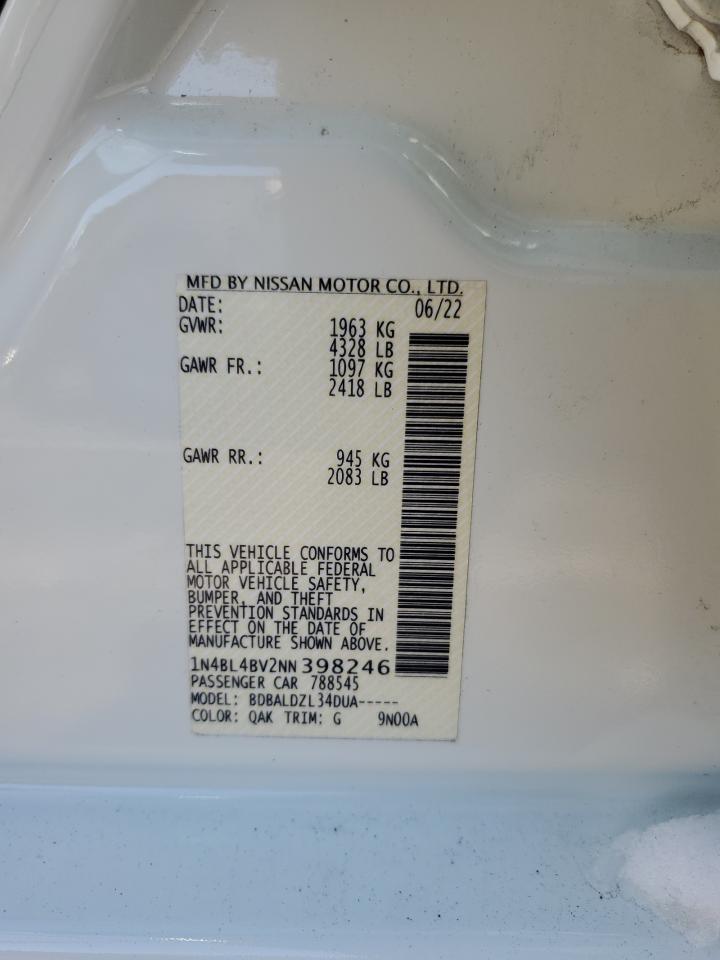 MFD BY NISSAN MOTOR CO., LTD.
DATE: 06/22
GVWR: 1963 KG
4328 LB
GAWR FR.: 1097 KG
2418 LB
GAWR RR.: 945 KG
2083 LB
THIS VEHICLE CONFORMS TO
ALL APPLICABLE FEDERAL
MOTOR VEHICLE SAFETY,
BUMPER, AND THEFT
PREVENTION STANDARDS IN
EFFECT ON THE DATE OF
MANUFACTURE SHOWN ABOVE.
1N4BL4BV2NN398246
PASSENGER CAR 788545
MODEL: BDBALDZL34DUA-----
COLOR: QAK TRIM: G 9N00A